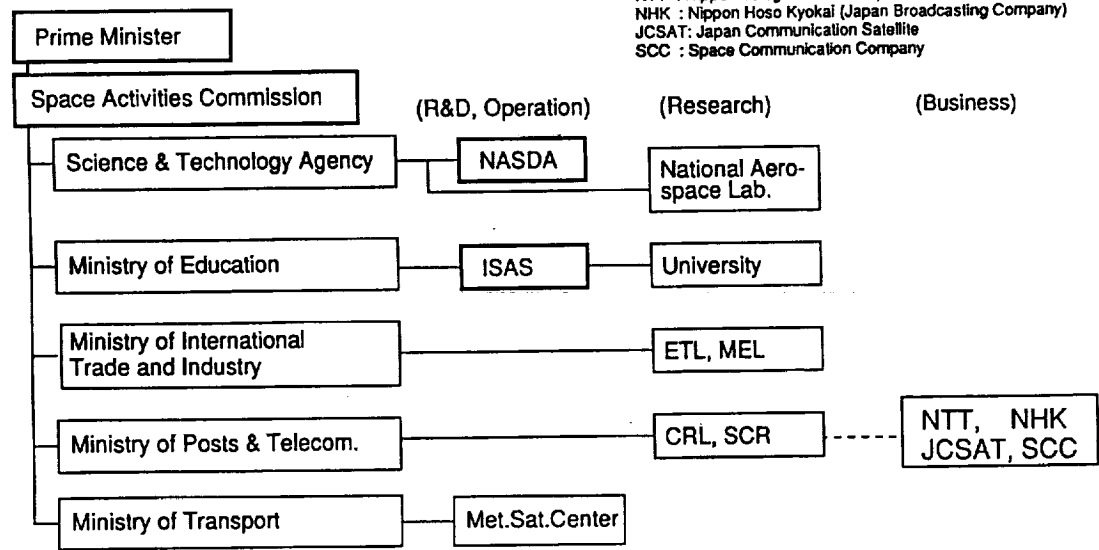 NHK : Nippon Hoso Kyokai (Japan Broadcasting Company)
JCSAT: Japan Communication Satellite
SCC : Space Communication Company
Prime Minister
Space Activities Commission
(R&D, Operation)
(Research)
(Business)
Science & Technology Agency
NASDA
National Aero-
space Lab.
Ministry of Education
ISAS
University
Ministry of International
Trade and Industry
ETL, MEL
Ministry of Posts & Telecom.
CRL, SCR
NTT, NHK
JCSAT, SCC
Ministry of Transport
Met.Sat.Center